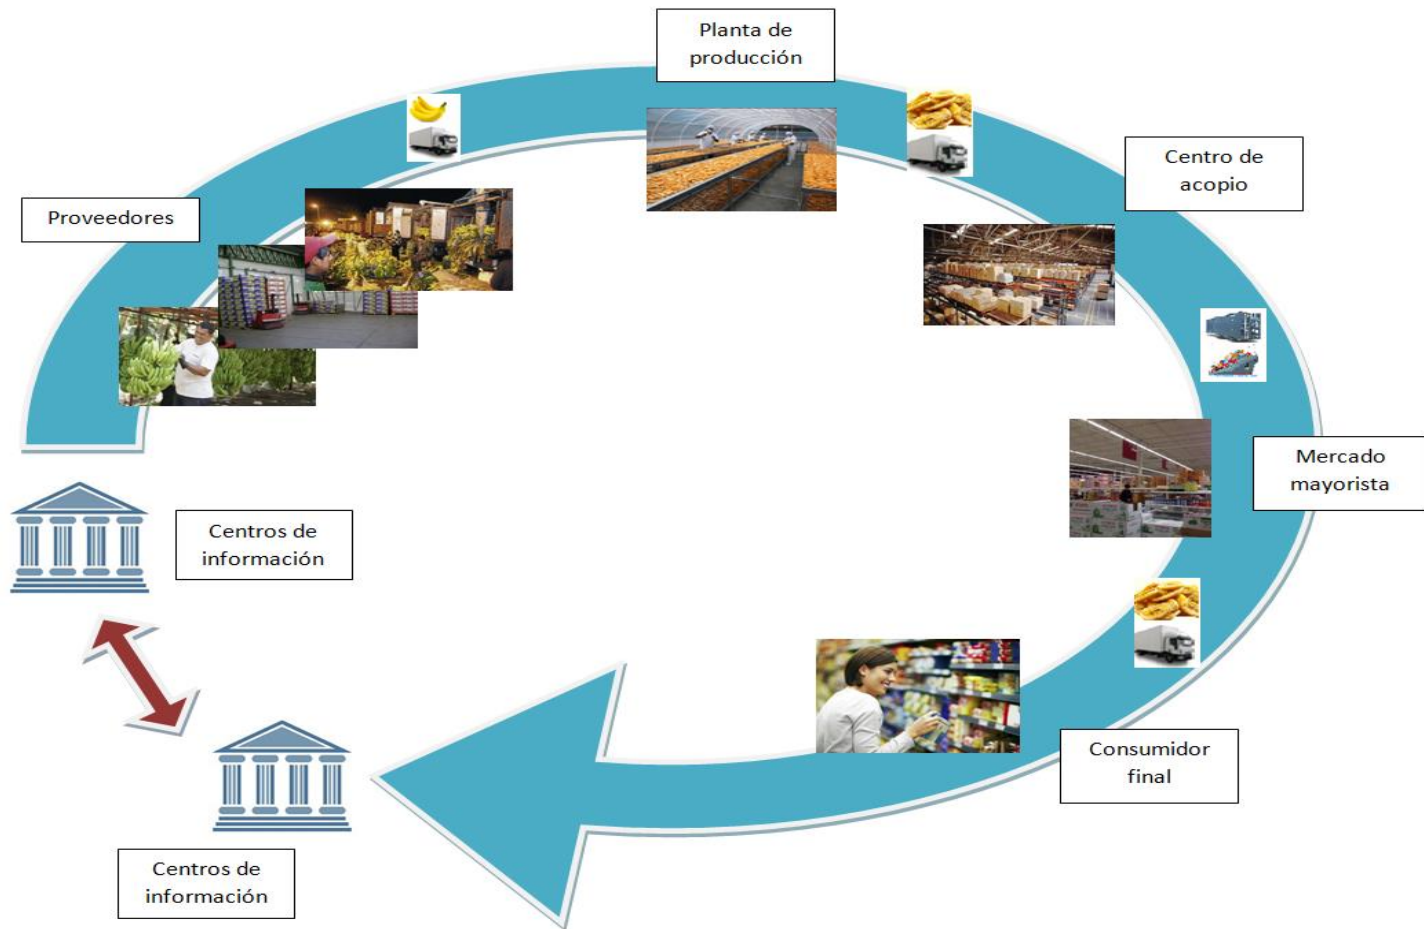 Planta de
producción
Centro de
acopio
Proveedores
Mercado
mayorista
Centros de
información
Consumidor
final
Centros de
información